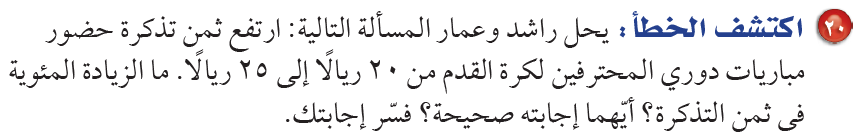 ٢٠ اكتشف الخطأ: يحل راشد وعمار المسألة التالية: ارتفع ثمن تذكرة حضور
مباريات دوري المحترفين لكرة القدم من ٢٠ ريالًا إلى ٢٥ ريالًا. ما الزيادة المئوية
في ثمن التذكرة؟ أيّهما إجابته صحيحة؟ فسّر إجابتك.